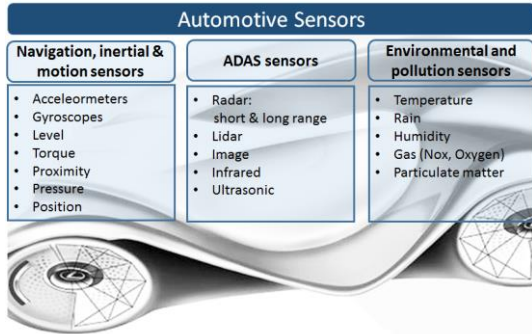 Automotive Sensors
Navigation, inertial &
motion sensors
• Acceleormeters
• Gyroscopes
• Level
• Torque
• Proximity
• Pressure
• Position
ADAS sensors
• Radar:
short & long range
• Lidar
• Image
• Infrared
• Ultrasonic
Environmental and
pollution sensors
• Temperature
• Rain
• Humidity
• Gas (Nox, Oxygen)
• Particulate matter